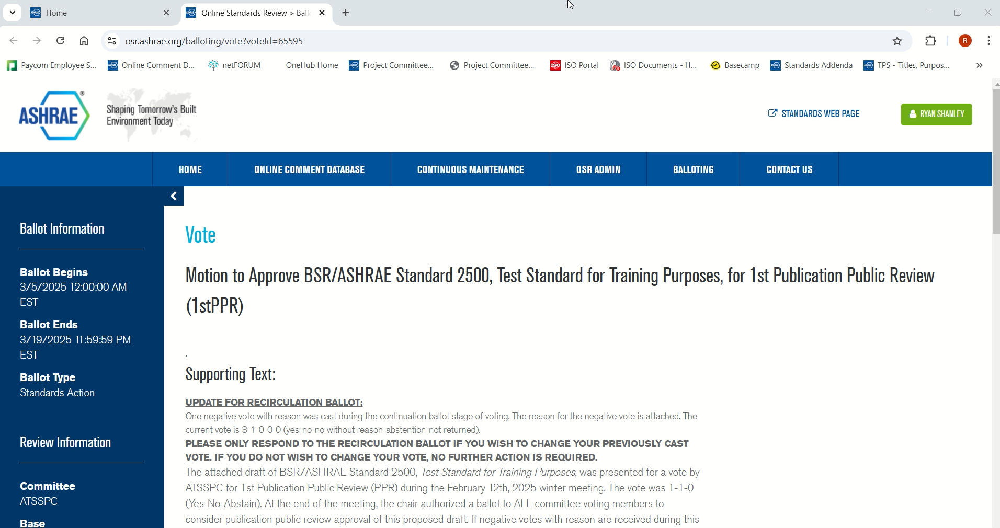 Home
Online Standards Review > Ball
osr.ashrae.org/balloting/vote?voteId=65595
R
Paycom Employee S...
Online Comment D...
netFORUM
OneHub Home
Project Committee...
Project Committee...
ISO Portal
ISO Documents - H...
Basecamp
Standards Addenda
TPS - Titles, Purpos...
»
ASHRAE®
Shaping Tomorrow's Built
Environment Today
STANDARDS WEB PAGE
RYAN SHANLEY
HOME
ONLINE COMMENT DATABASE
CONTINUOUS MAINTENANCE
OSR ADMIN
BALLOTING
CONTACT US
Ballot Information
Ballot Begins
3/5/2025 12:00:00 AM
EST
Ballot Ends
3/19/2025 11:59:59 PM
EST
Ballot Type
Standards Action
Review Information
Committee
ATSSPC
Base
Vote
Motion to Approve BSR/ASHRAE Standard 2500, Test Standard for Training Purposes, for 1st Publication Public Review
(1stPPR)
.
Supporting Text:
UPDATE FOR RECIRCULATION BALLOT:
One negative vote with reason was cast during the continuation ballot stage of voting. The reason for the negative vote is attached. The
current vote is 3-1-0-0-0 (yes-no-no without reason-abstention-not returned).
PLEASE ONLY RESPOND TO THE RECIRCULATION BALLOT IF YOU WISH TO CHANGE YOUR PREVIOUSLY CAST
VOTE. IF YOU DO NOT WISH TO CHANGE YOUR VOTE, NO FURTHER ACTION IS REQUIRED.
The attached draft of BSR/ASHRAE Standard 2500, Test Standard for Training Purposes, was presented for a vote by
ATSSPC for 1st Publication Public Review (PPR) during the February 12th, 2025 winter meeting. The vote was 1-1-0
(Yes-No-Abstain). At the end of the meeting, the chair authorized a ballot to ALL committee voting members to
consider publication public review approval of this proposed draft. If negative votes with reason are received during this